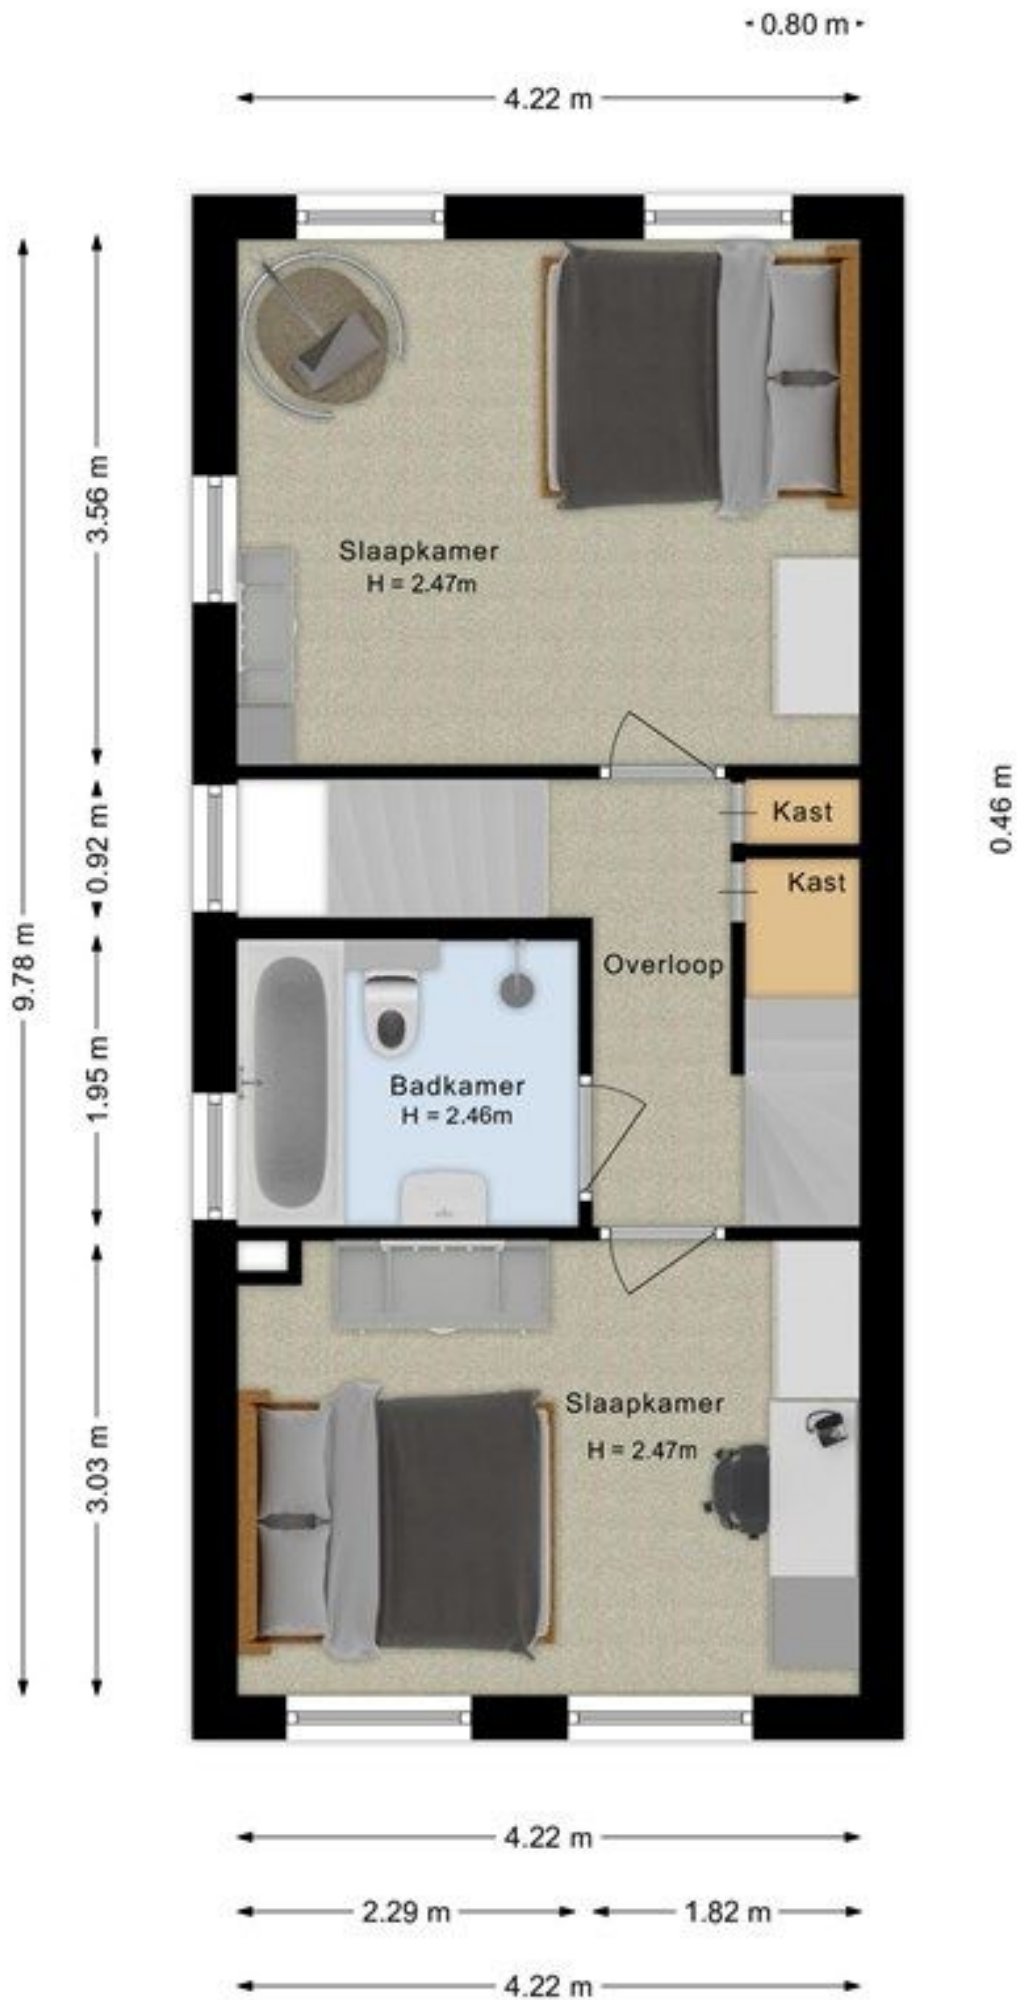 0.80 m
4.22 m
3.56 m
Slaapkamer
H = 2.47m
0.46 m
Kast
0.92 m
Kast
9.78 m
Overloop
1.95 m
Badkamer
H = 2.46m
3.03 m
Slaapkamer
H = 2.47m
4.22 m
2.29 m
1.82 m
4.22 m